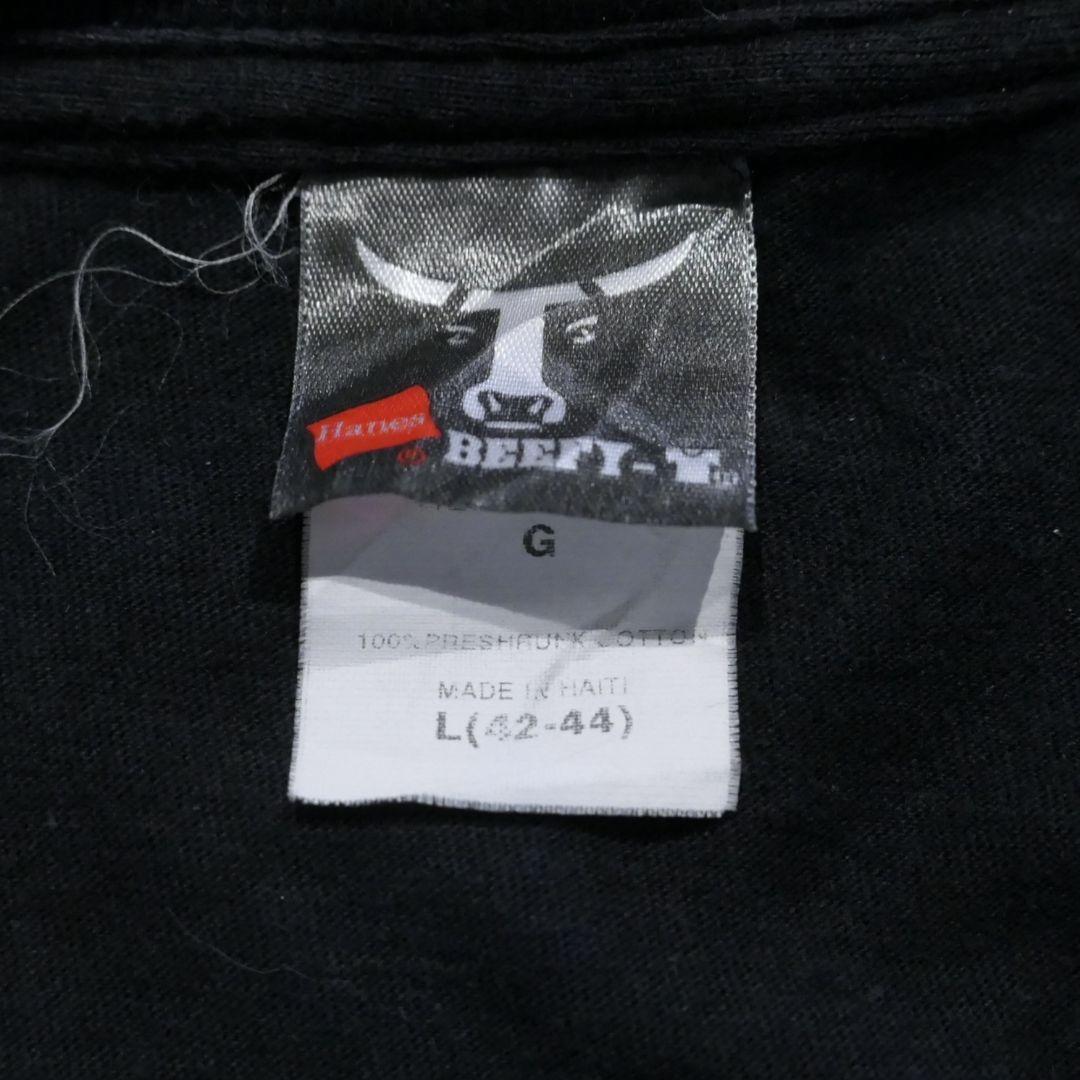 Hanes
® BEEFY-T
G
100% PRESHRUNK COTTON
MADE IN HAITI
L(42-44)